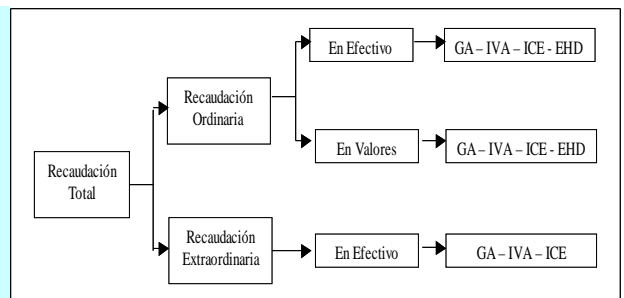 En Efectivo
GA – IVA – ICE - EHD
Recaudación
Ordinaria
En Valores
GA – IVA – ICE - EHD
Recaudación
Total
Recaudación
Extraordinaria
En Efectivo
GA – IVA – ICE